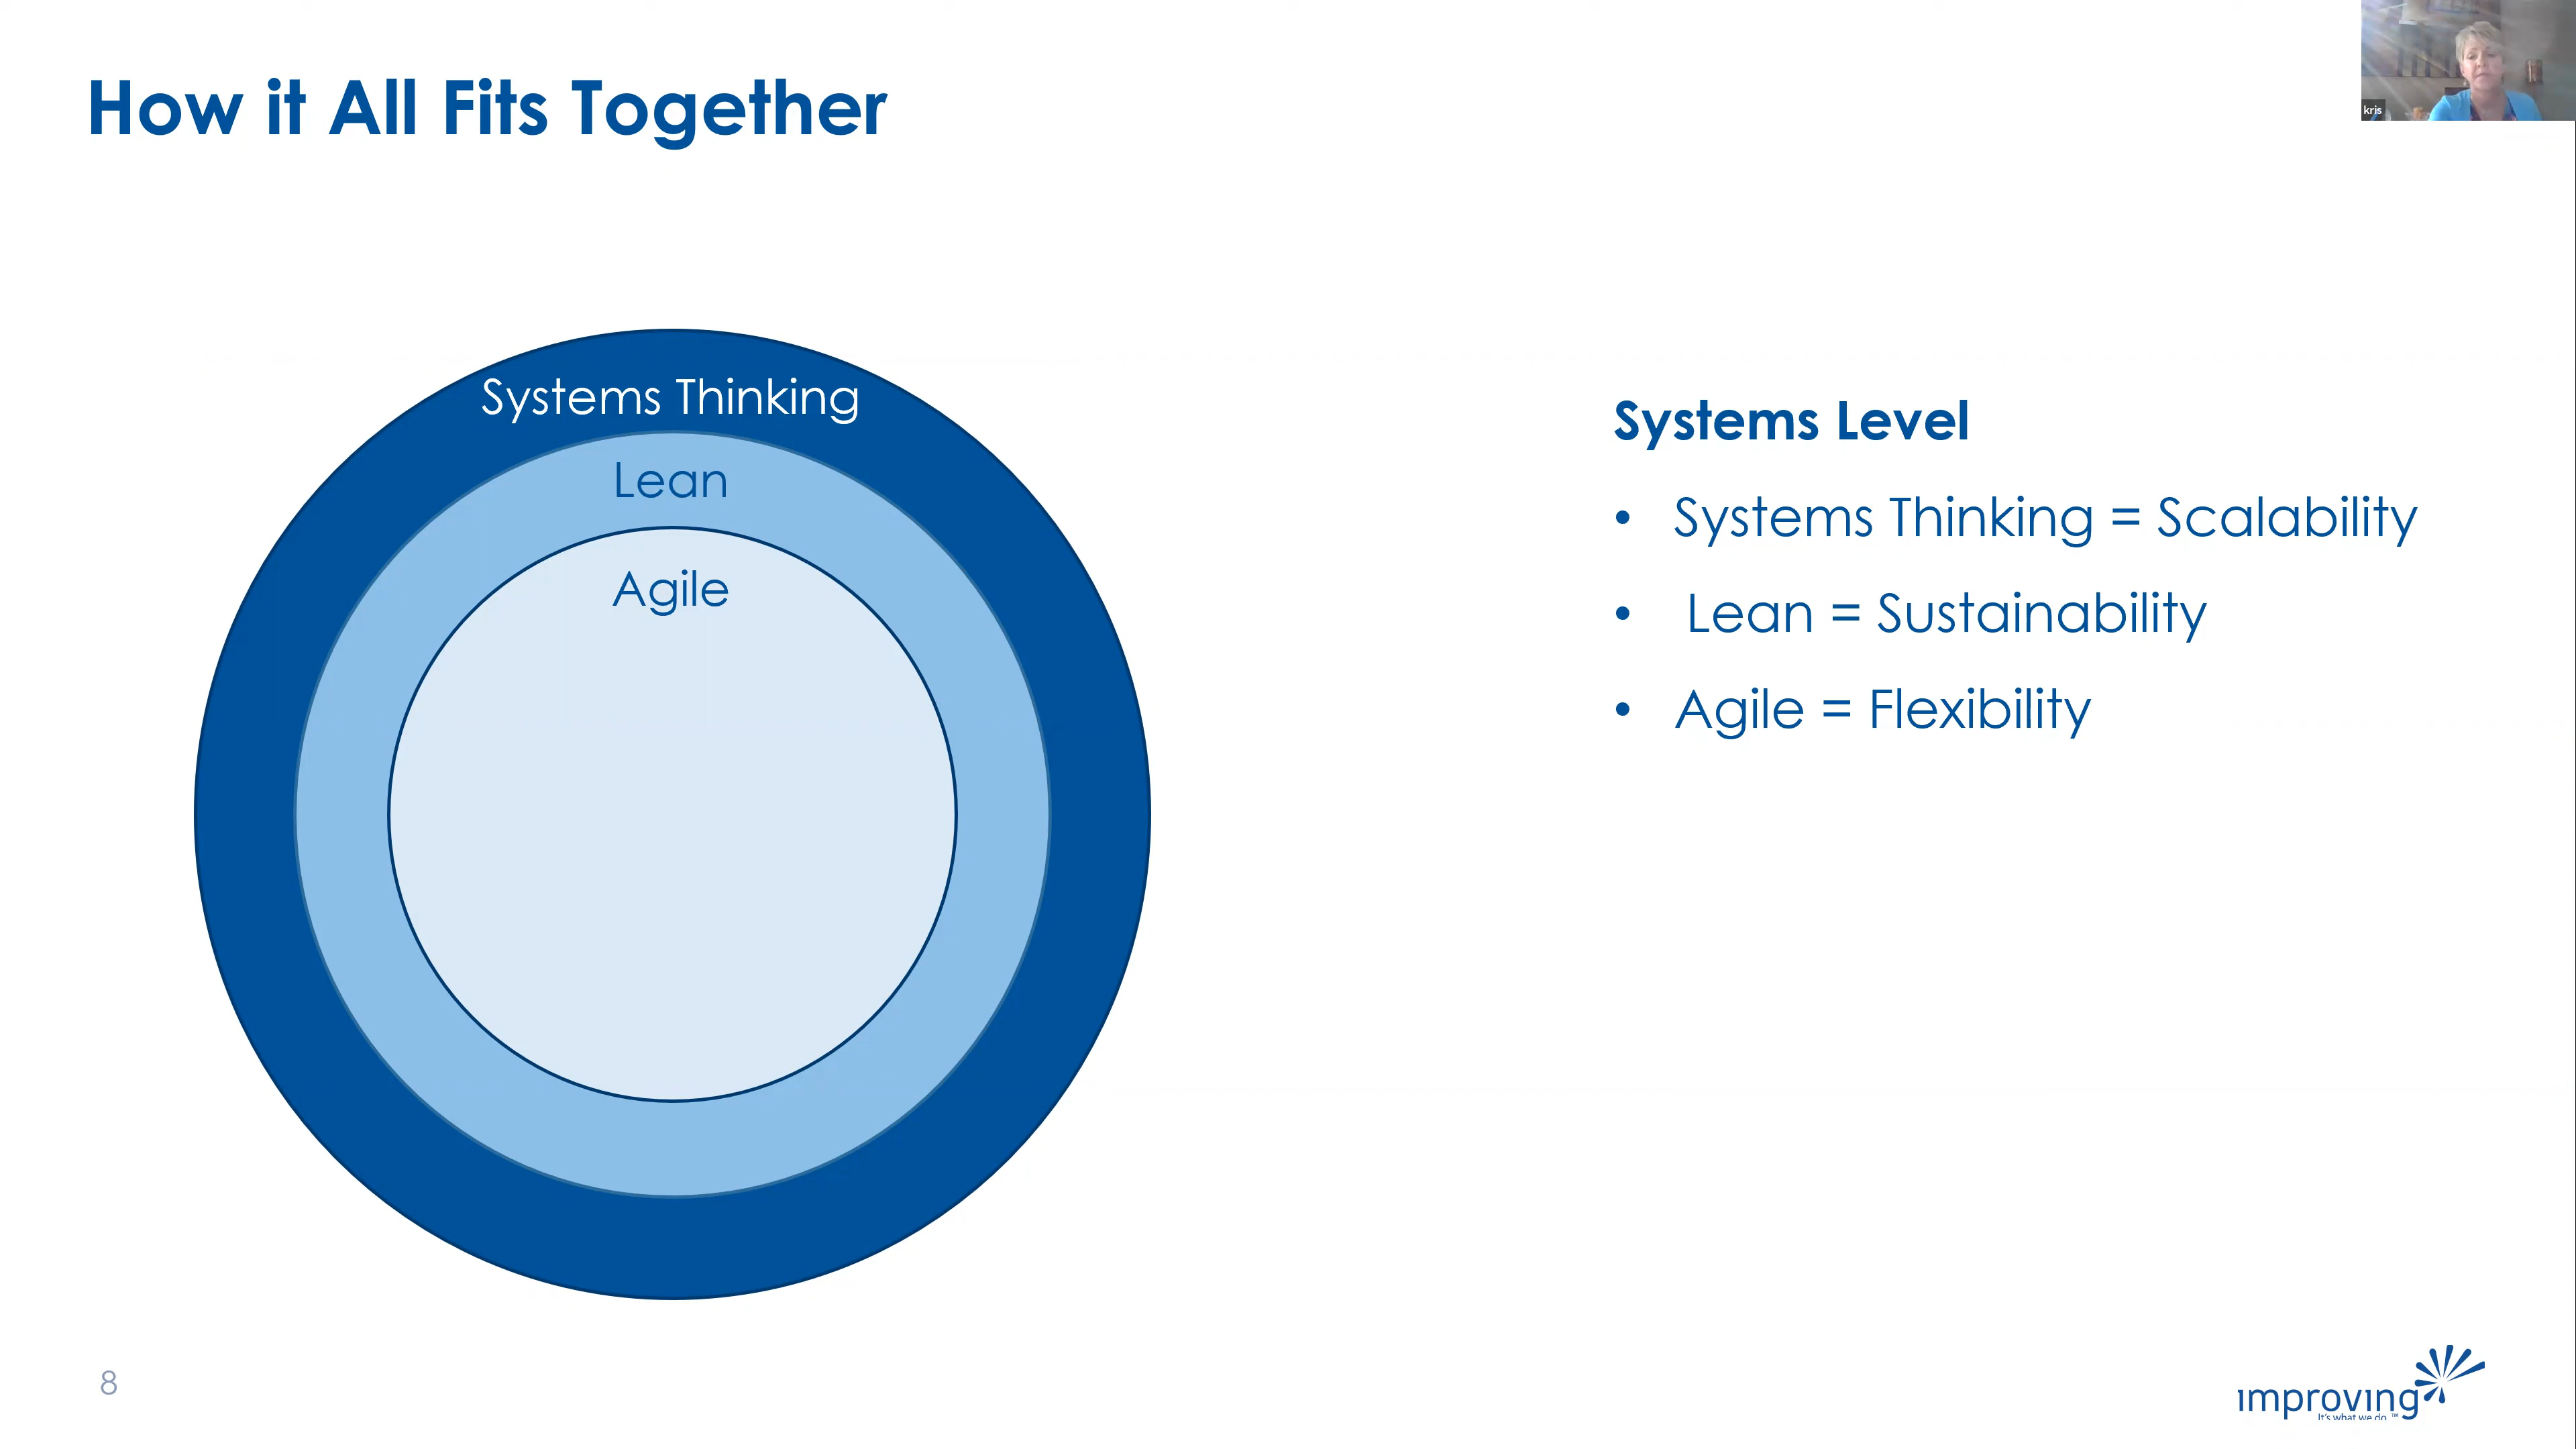 How it All Fits Together
kris
Systems Thinking
Lean
Agile
Systems Level
• Systems Thinking = Scalability
• Lean = Sustainability
• Agile = Flexibility
8
improving
It's what we do ™